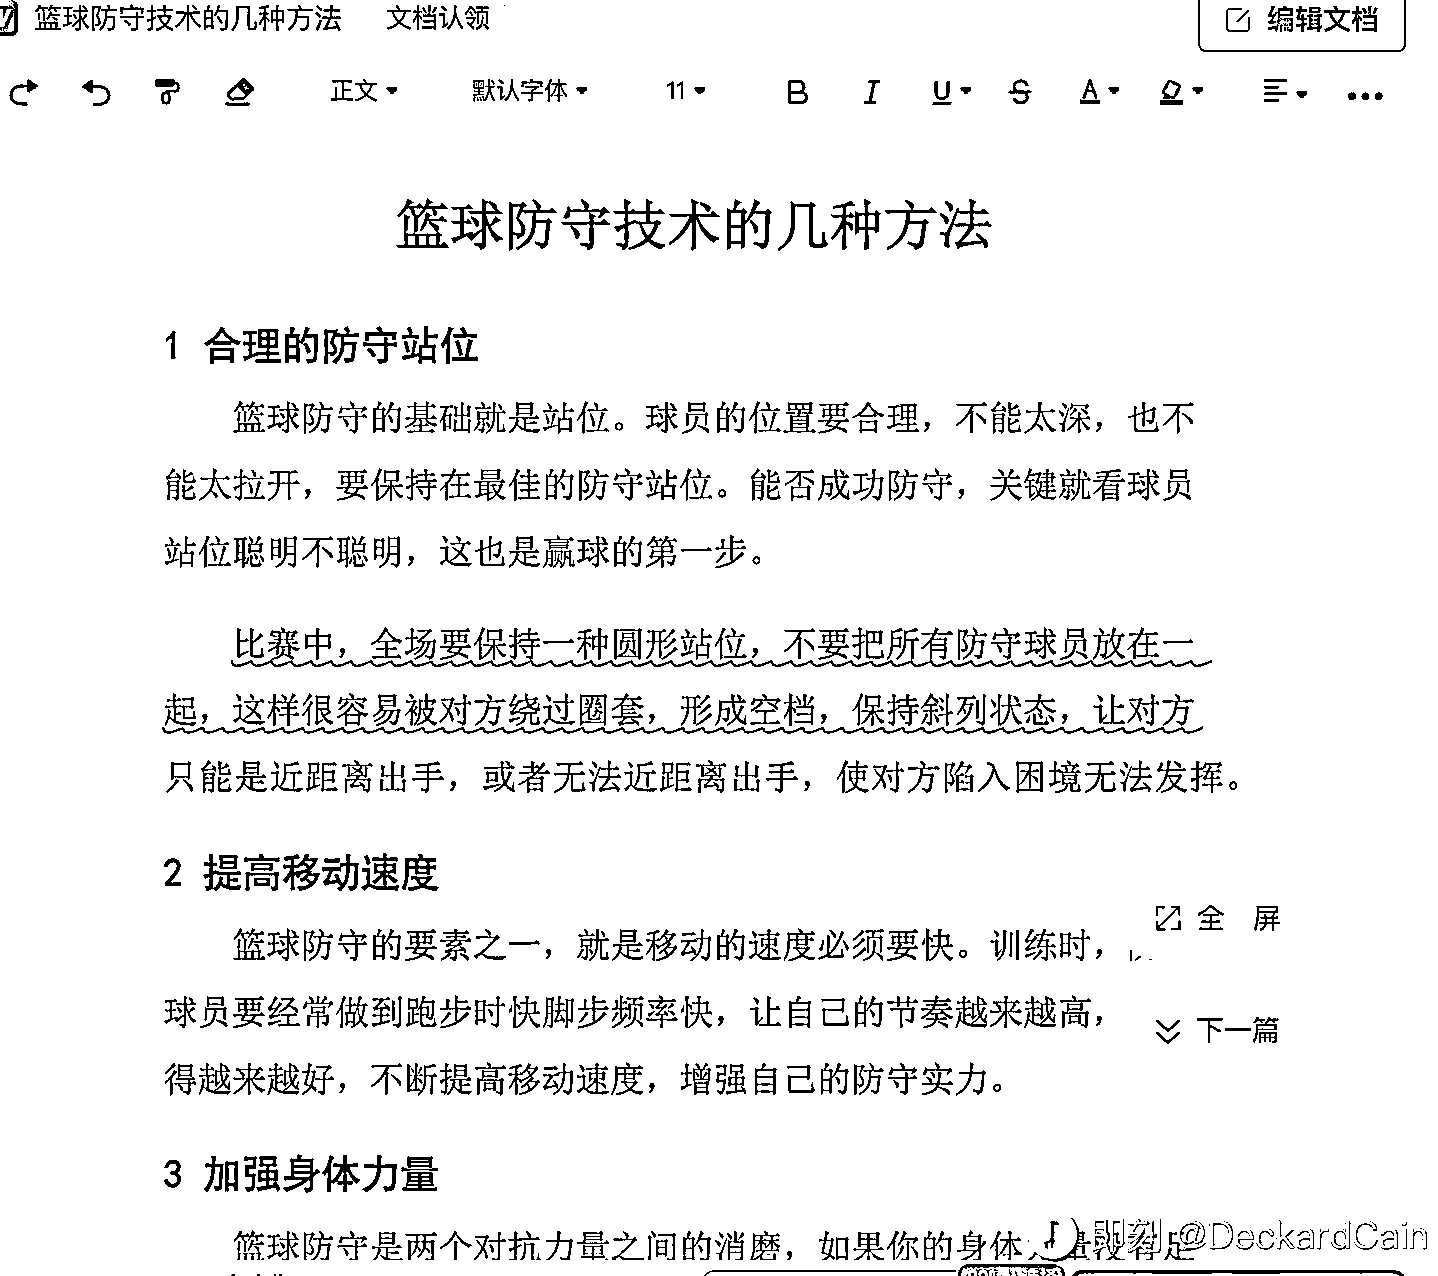 篮球防守技术的几种方法 文档认领 编辑文档
正文 默认字体 11 B I U S A
篮球防守技术的几种方法
1 合理的防守站位
篮球防守的基础就是站位。球员的位置要合理，不能太深，也不
能太拉开，要保持在最佳的防守站位。能否成功防守，关键就看球员
站位聪明不聪明，这也是赢球的第一步。
比赛中，全场要保持一种圆形站位，不要把所有防守球员放在一
起，这样很容易被对方绕过圈套，形成空档，保持斜列状态，让对方
只能是近距离出手，或者无法近距离出手，使对方陷入困境无法发挥。
2 提高移动速度
全 屏
篮球防守的要素之一，就是移动的速度必须要快。训练时，
球员要经常做到跑步时快脚步频率快，让自己的节奏越来越高，
下一篇
得越来越好，不断提高移动速度，增强自己的防守实力。
3 加强身体力量
篮球防守是两个对抗力量之间的消磨，如果你的身体
即刻 @DeckardCain